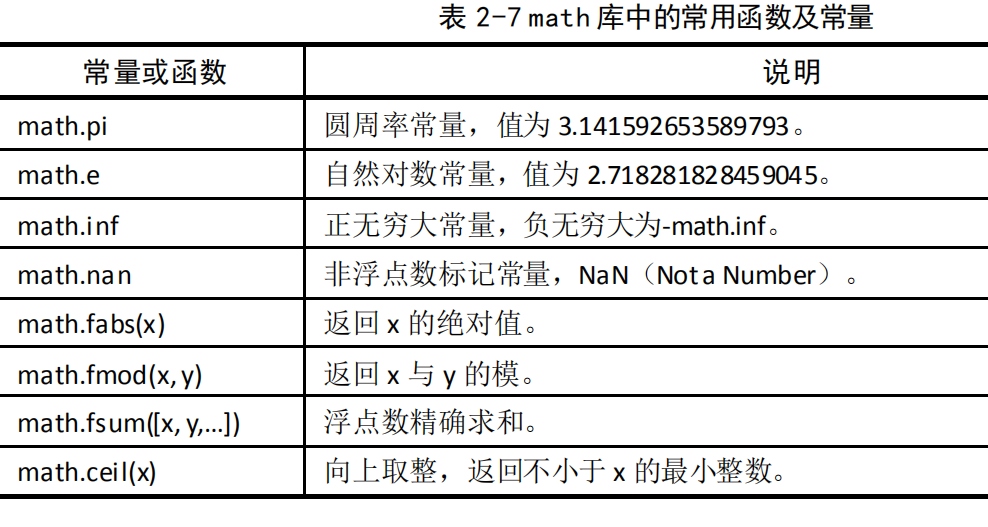 表 2-7 math 库中的常用函数及常量
常量或函数 说明
math.pi 圆周率常量，值为 3.141592653589793。
math.e 自然对数常量，值为 2.718281828459045。
math.inf 正无穷大常量，负无穷大为-math.inf。
math.nan 非浮点数标记常量，NaN（Not a Number）。
math.fabs(x) 返回 x 的绝对值。
math.fmod(x, y) 返回 x 与 y 的模。
math.fsum([x, y,…]) 浮点数精确求和。
math.ceil(x) 向上取整，返回不小于 x 的最小整数。